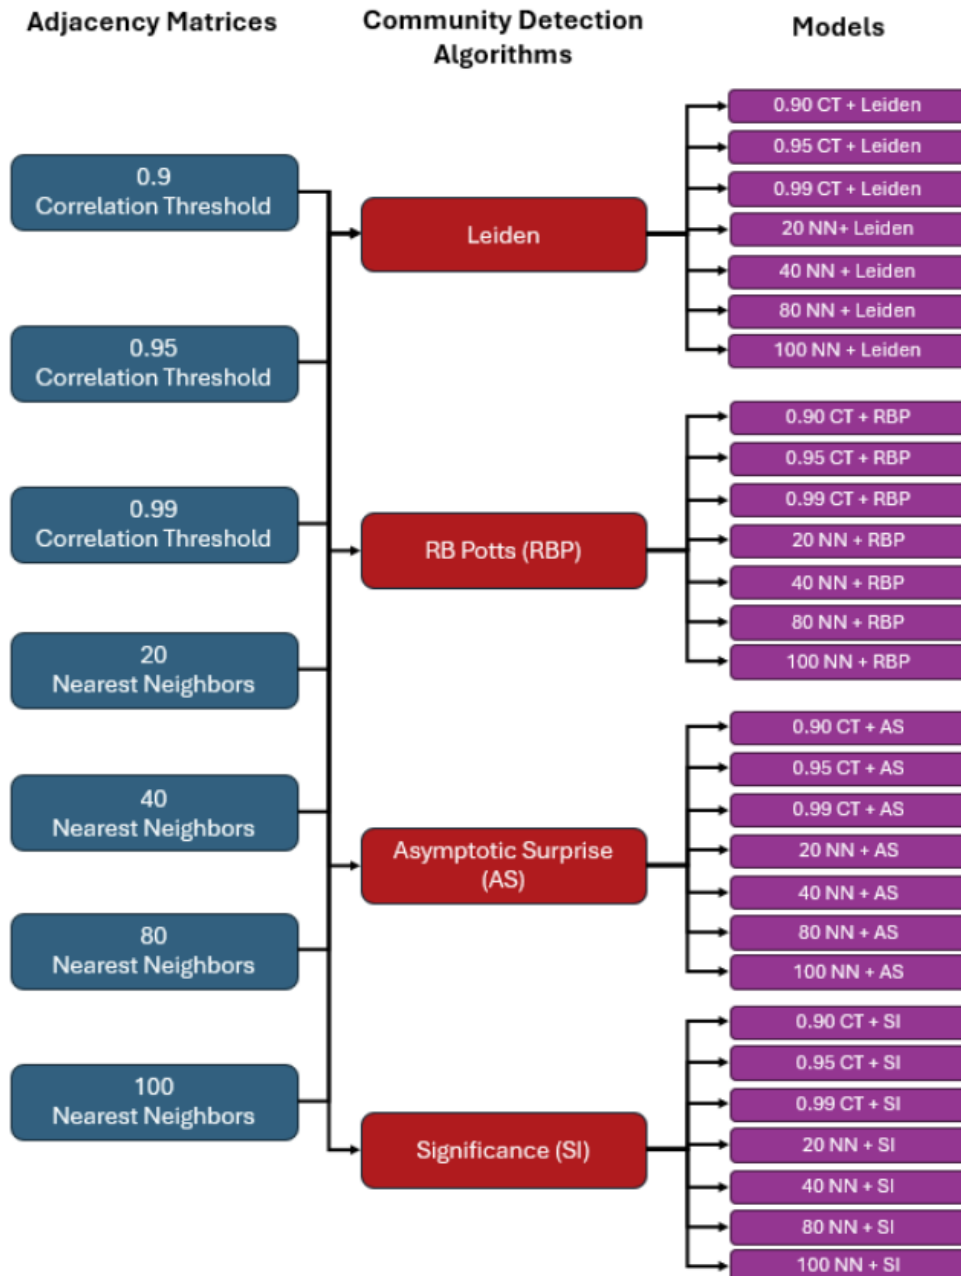 Adjacency Matrices
Community Detection
Algorithms
Models
0.9
Correlation Threshold
0.95
Correlation Threshold
0.99
Correlation Threshold
20
Nearest Neighbors
40
Nearest Neighbors
80
Nearest Neighbors
100
Nearest Neighbors
Leiden
RB Potts (RBP)
Asymptotic Surprise
(AS)
Significance (SI)
0.90 CT + Leiden
0.95 CT + Leiden
0.99 CT + Leiden
20 NN+ Leiden
40 NN + Leiden
80 NN + Leiden
100 NN + Leiden
0.90 CT + RBP
0.95 CT + RBP
0.99 CT + RBP
20 NN + RBP
40 NN + RBP
80 NN + RBP
100 NN + RBP
0.90 CT + AS
0.95 CT + AS
0.99 CT + AS
20 NN + AS
40 NN + AS
80 NN + AS
100 NN + AS
0.90 CT + SI
0.95 CT + SI
0.99 CT + SI
20 NN + SI
40 NN + SI
80 NN + SI
100 NN + SI